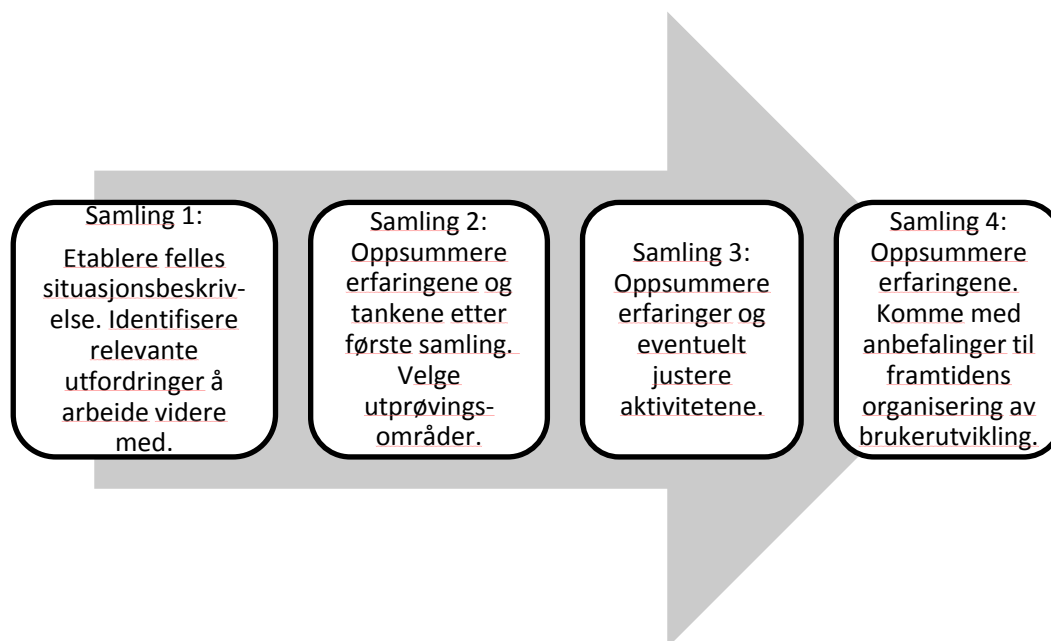 Samling 1:
Etablere felles
situasjonsbeskriv-
else. Identifisere
relevante
utfordringer å
arbeide videre
med.
Samling 2:
Oppsummere
erfaringene og
tankene etter
første samling.
Velge
utprøvings-
områder.
Samling 3:
Oppsummere
erfaringer og
eventuelt
justere
aktivitetene.
Samling 4:
Oppsummere
erfaringene.
Komme med
anbefalinger til
framtidens
organisering av
brukerutvikling.